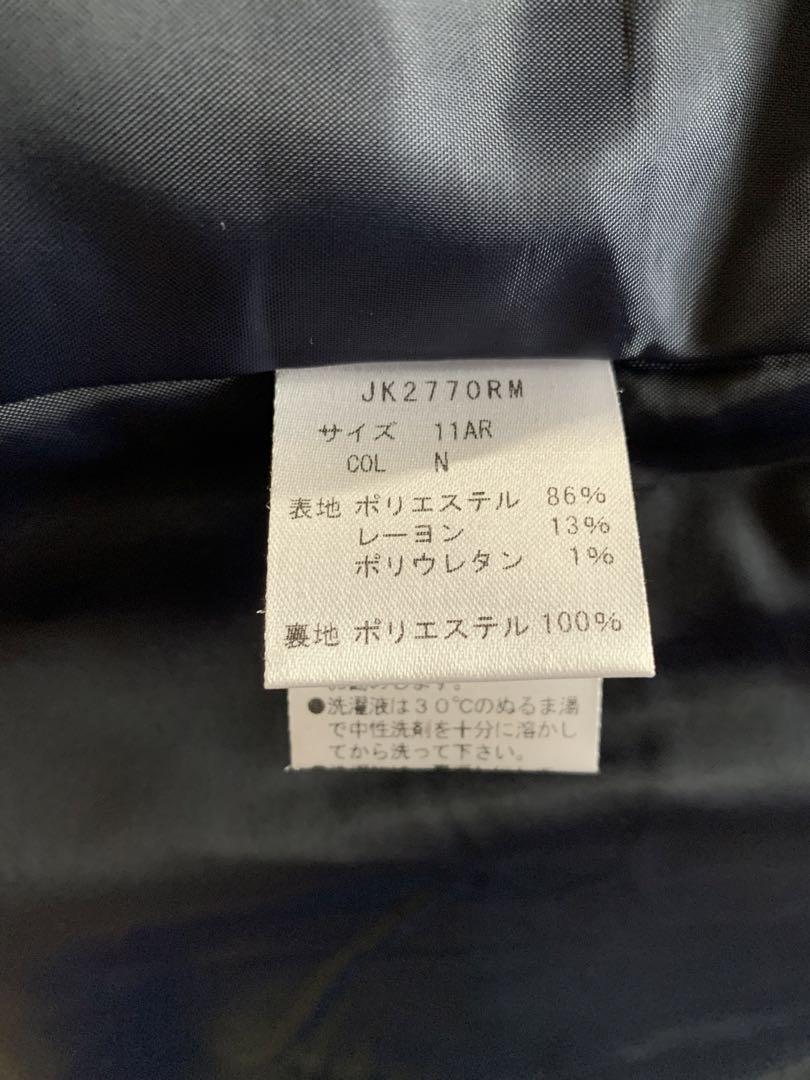 JK2770RM
サイズ 11AR
COL N
表地 ポリエステル 86%
レーヨン 13%
ポリウレタン 1%
裏地 ポリエステル 100%
●洗濯液は30℃のぬるま湯
で中性洗剤を十分に溶かし
てから洗って下さい。